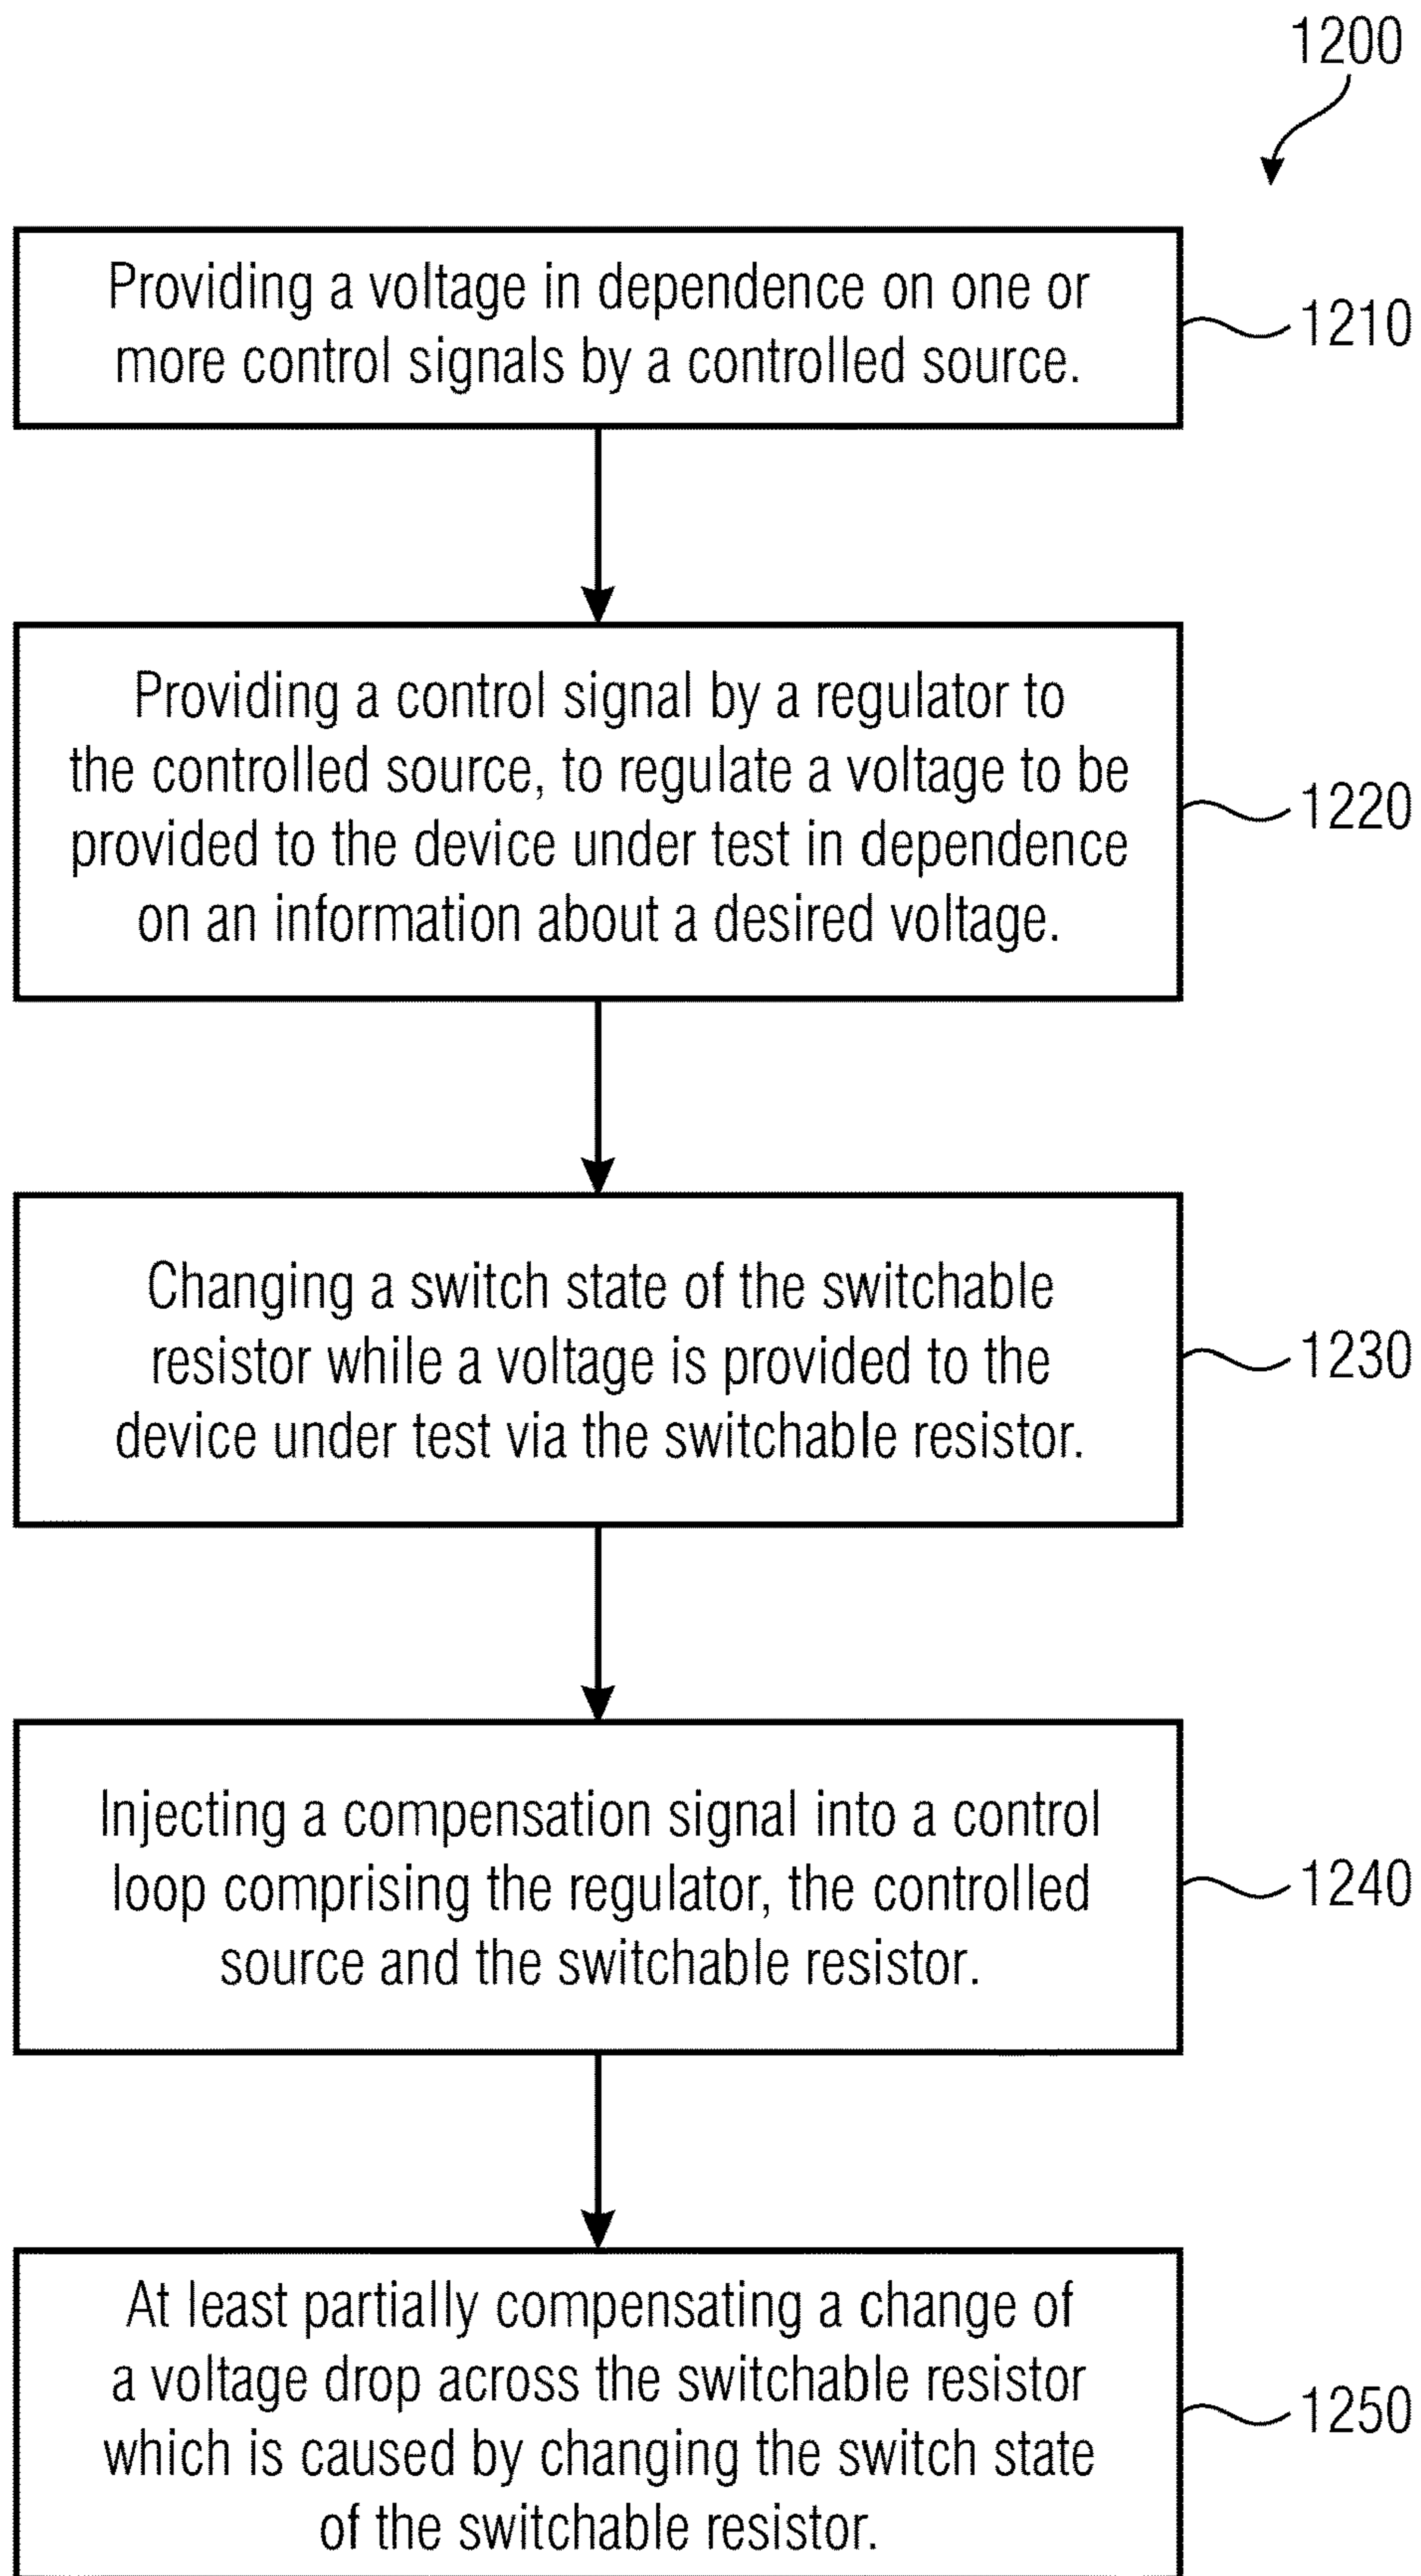 1200
Providing a voltage in dependence on one or
more control signals by a controlled source.
1210
Providing a control signal by a regulator to
the controlled source, to regulate a voltage to be
provided to the device under test in dependence
on an information about a desired voltage.
1220
Changing a switch state of the switchable
resistor while a voltage is provided to the
device under test via the switchable resistor.
1230
Injecting a compensation signal into a control
loop comprising the regulator, the controlled
source and the switchable resistor.
1240
At least partially compensating a change of
a voltage drop across the switchable resistor
which is caused by changing the switch state
of the switchable resistor.
1250